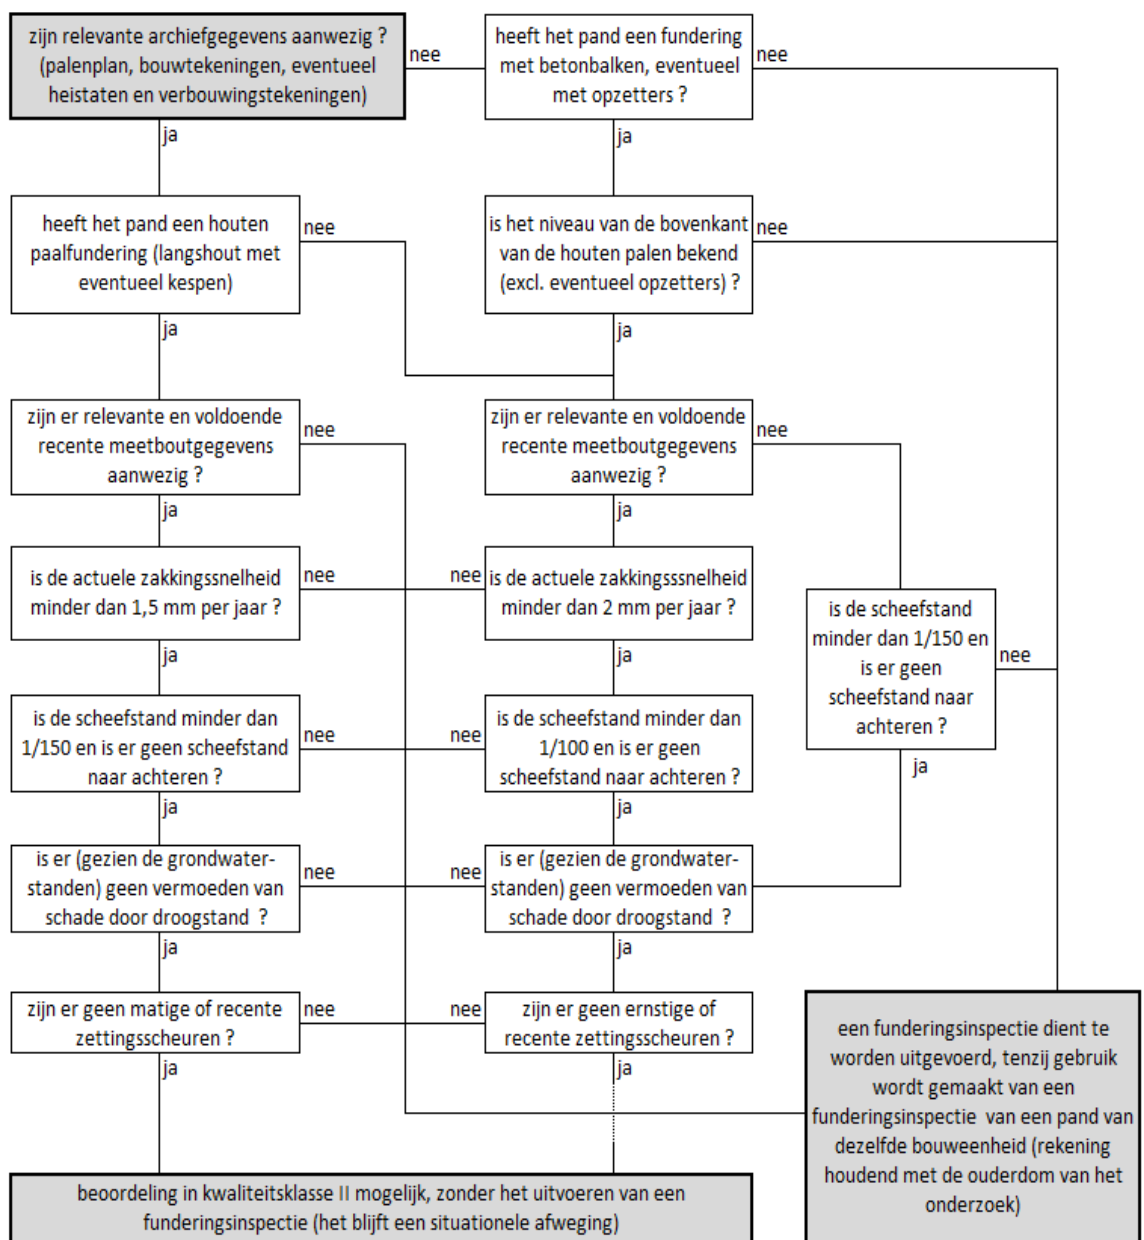 zijn relevante archiefgegevens aanwezig ?
(palenplan, bouwtekeningen, eventueel
heistaten en verbouwingstekeningen)
nee
heeft het pand een fundering
met betonbalken, eventueel
met opzetters ?
nee
ja
ja
heeft het pand een houten
paalfundering (langshout met
eventueel kespen)
nee
is het niveau van de bovenkant
van de houten palen bekend
(excl. eventueel opzetters) ?
nee
ja
ja
zijn er relevante en voldoende
recente meetboutgegevens
aanwezig ?
nee
zijn er relevante en voldoende
recente meetboutgegevens
aanwezig ?
nee
ja
ja
is de actuele zakkingssnelheid
minder dan 1,5 mm per jaar ?
nee
nee
is de actuele zakkingsssnelheid
minder dan 2 mm per jaar ?
is de scheefstand
minder dan 1/150 en
is er geen
scheefstand naar
achteren ?
nee
ja
ja
ja
is de scheefstand minder dan
1/150 en is er geen scheefstand
naar achteren ?
nee
nee
is de scheefstand minder dan
1/100 en is er geen
scheefstand naar achteren ?
ja
ja
is er (gezien de grondwater-
standen) geen vermoeden van
schade door droogstand ?
nee
nee
is er (gezien de grondwater-
standen) geen vermoeden van
schade door droogstand ?
ja
ja
zijn er geen matige of recente
zettingsscheuren ?
nee
nee
zijn er geen ernstige of
recente zettingsscheuren ?
ja
ja
een funderingsinspectie dient te
worden uitgevoerd, tenzij gebruik
wordt gemaakt van een
funderingsinspectie van een pand van
dezelfde bouweenheid (rekening
houdend met de ouderdom van het
onderzoek)
beoordeling in kwaliteitsklasse II mogelijk, zonder het uitvoeren van een
funderingsinspectie (het blijft een situationele afweging)